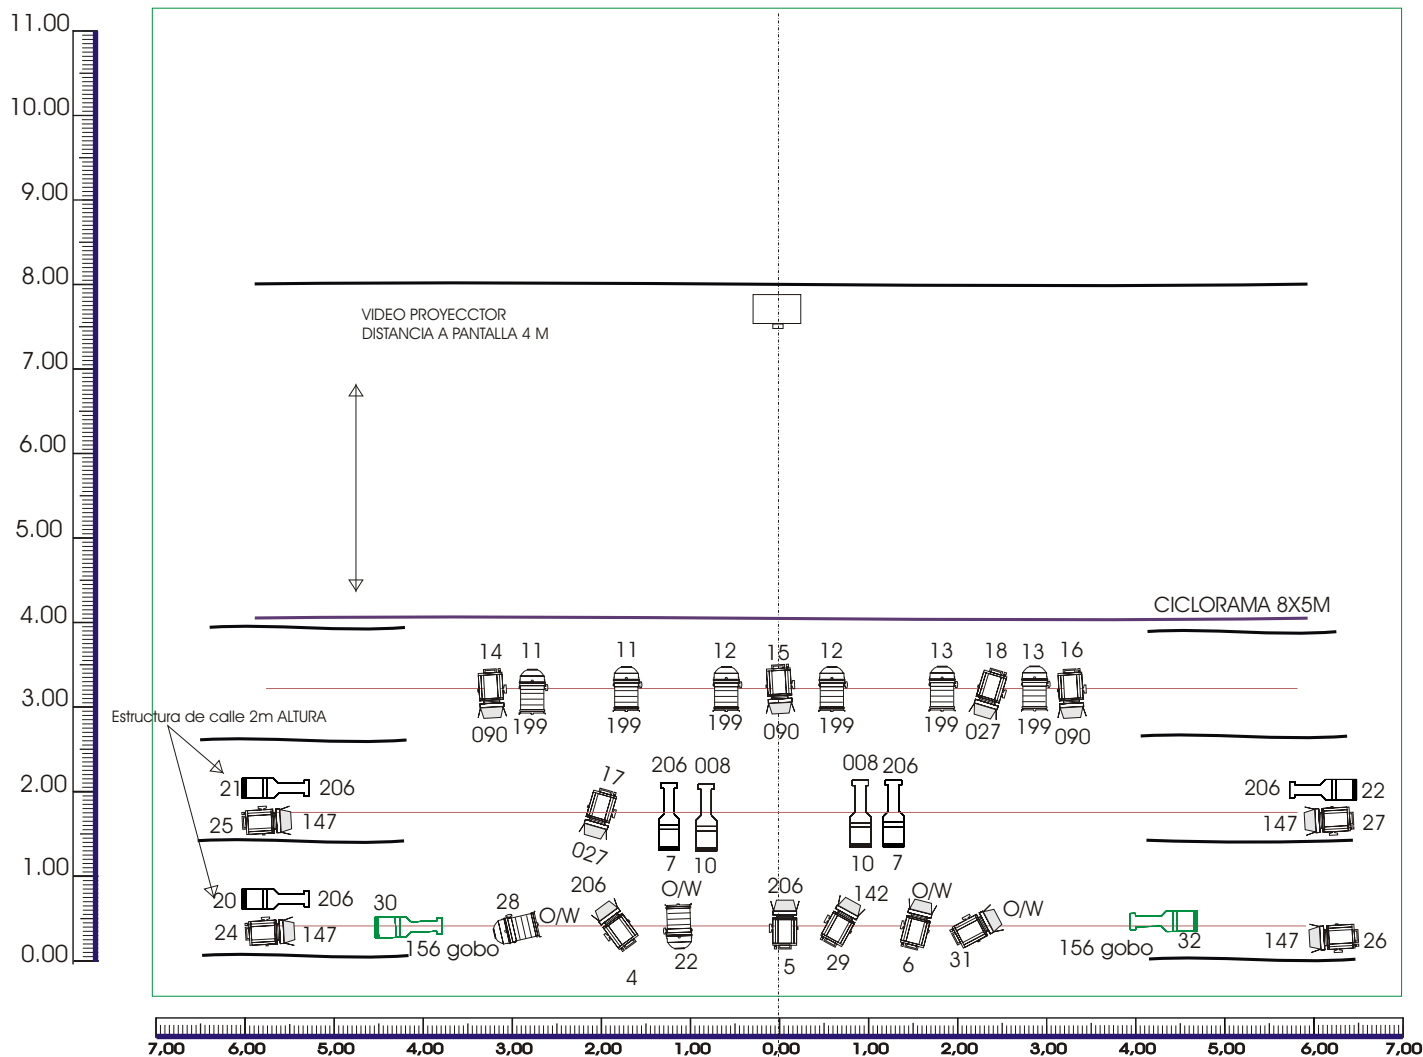 11.00
10.00
9.00
8.00
VIDEO PROYECCTOR
DISTANCIA A PANTALLA 4 M
7.00
6.00
5.00
4.00
CICLORAMA 8X5M
14 11 11 12 15 12 13 18 13 16
3.00
090 199 199 199 090 199 199 027 199 090
Estructura de calle 2m ALTURA
2.00
21 206 17 206 008 008 206 206 22
25 147 147 27
027 7 10 10 7
1.00
20 206 30 28 206 O/W 206 142 O/W
24 147 O/W O/W 147 26
156 gobo 4 22 5 29 6 31 156 gobo 32
0.00
7,00 6,00 5,00 4,00 3,00 2,00 1,00 0,00 1,00 2,00 3,00 4,00 5,00 6,00 7,00